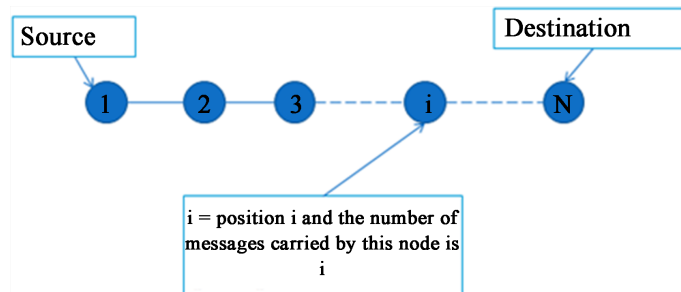 Source
Destination
1 2 3 i N
i = position i and the number of
messages carried by this node is
i